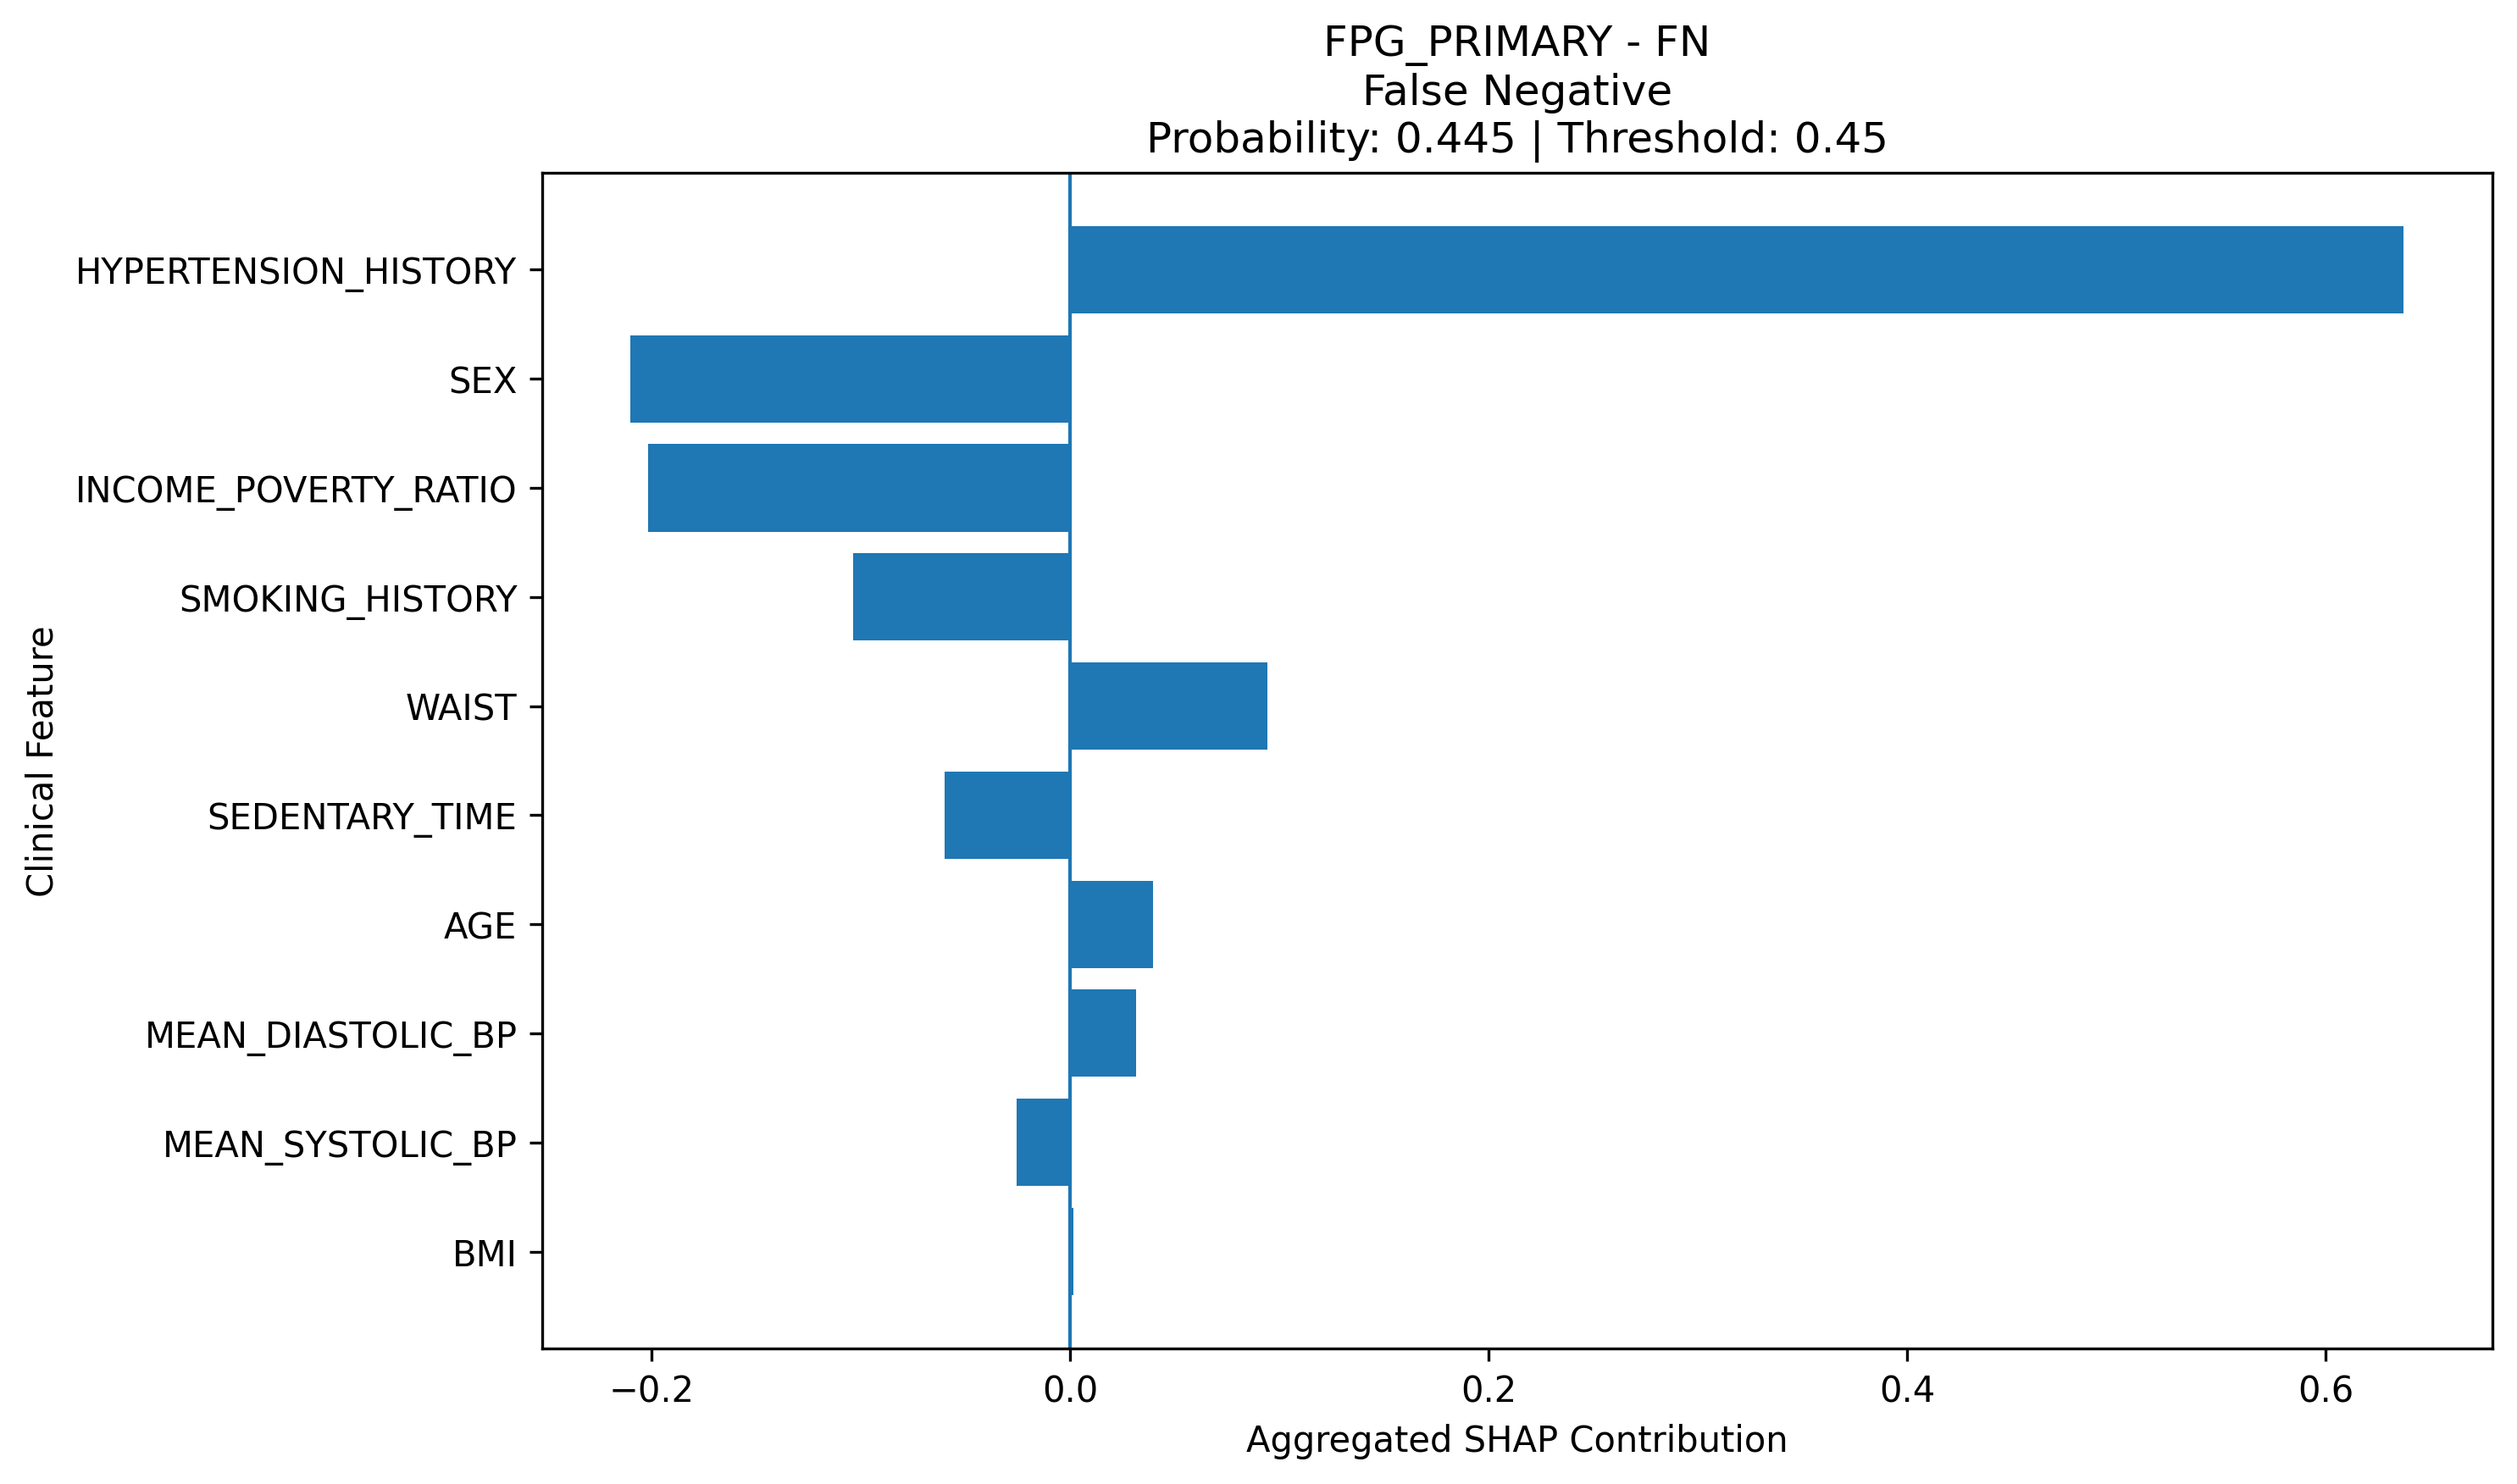 FPG_PRIMARY - FN
False Negative
Probability: 0.445 | Threshold: 0.45
HYPERTENSION_HISTORY
SEX
INCOME_POVERTY_RATIO
SMOKING_HISTORY
WAIST
SEDENTARY_TIME
AGE
MEAN_DIASTOLIC_BP
MEAN_SYSTOLIC_BP
BMI
Clinical Feature
−0.2
0.0
0.2
0.4
0.6
Aggregated SHAP Contribution